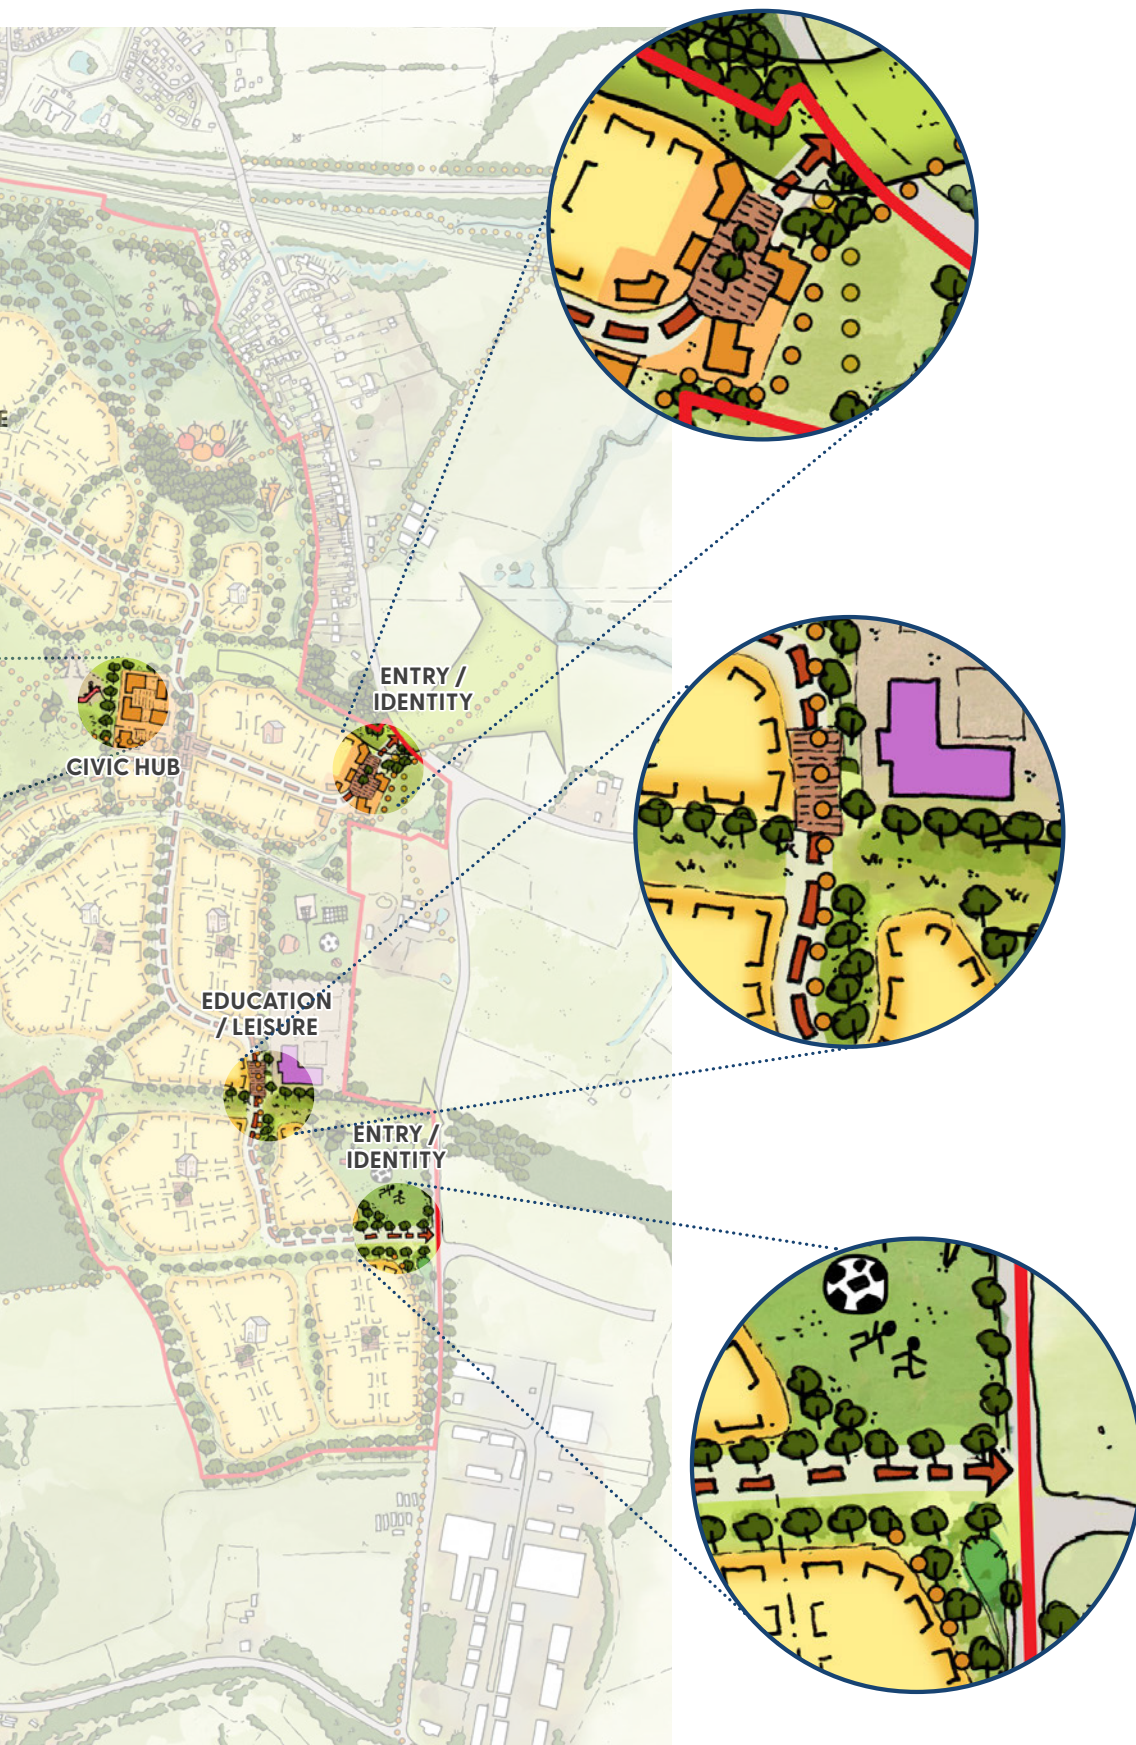 E
ENTRY /
IDENTITY
CIVIC HUB
EDUCATION
/ LEISURE
ENTRY /
IDENTITY